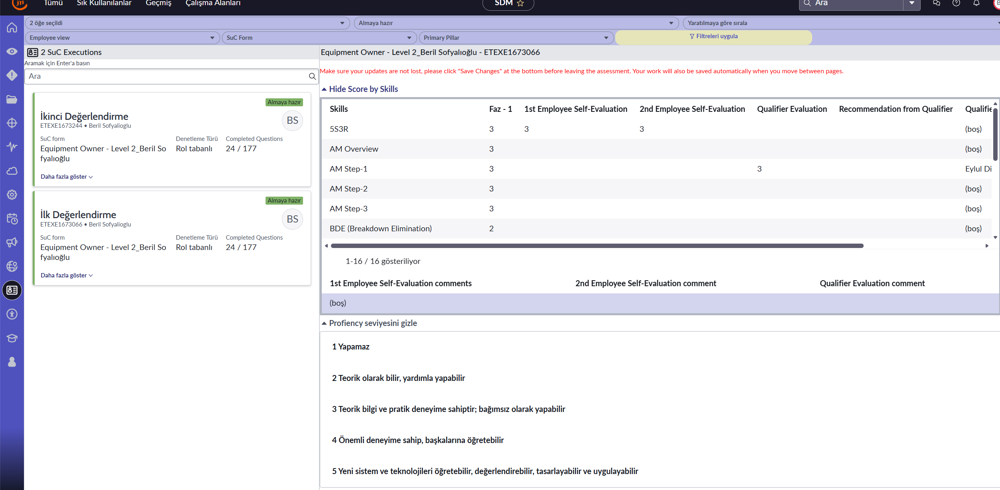 JTI
Tümü
Sık Kullanılanlar
Geçmiş
Çalışma Alanları
SDM
Ara
2 öğe seçildi
Almaya hazır
Yaratılmaya göre sırala
Employee view
SuC Form
Primary Pillar
Filtreleri uygula
2 SuC Executions
Aramak için Enter'a basın
Ara
Almaya hazır
İkinci Değerlendirme
BS
ETEXE1673244 • Beril Sofyalioglu
SuC form Denetleme Türü Completed Questions
Equipment Owner - Level 2_Beril So Rol tabanlı 24 / 177
fyalıoğlu
Daha fazla göster
Almaya hazır
İlk Değerlendirme
BS
ETEXE1673066 • Beril Sofyalioglu
SuC form Denetleme Türü Completed Questions
Equipment Owner - Level 2_Beril So Rol tabanlı 24 / 177
fyalıoğlu
Daha fazla göster
Equipment Owner - Level 2_Beril Sofyalıoğlu - ETEXE1673066
Make sure your updates are not lost, please click "Save Changes" at the bottom before leaving the assessment. Your work will also be saved automatically when you move between pages.
Hide Score by Skills
Skills Faz - 1 1st Employee Self-Evaluation 2nd Employee Self-Evaluation Qualifier Evaluation Recommendation from Qualifier Qualifie
5S3R 3 3 3 (boş)
AM Overview 3 (boş)
AM Step-1 3 3 Eylul Di
AM Step-2 3 (boş)
AM Step-3 3 (boş)
BDE (Breakdown Elimination) 2 (boş)
1-16 / 16 gösteriliyor
1st Employee Self-Evaluation comments 2nd Employee Self-Evaluation comment Qualifier Evaluation comment
(boş)
Profiency seviyesini gizle
1 Yapamaz
2 Teorik olarak bilir, yardımla yapabilir
3 Teorik bilgi ve pratik deneyime sahiptir; bağımsız olarak yapabilir
4 Önemli deneyime sahip, başkalarına öğretebilir
5 Yeni sistem ve teknolojileri öğretebilir, değerlendirebilir, tasarlayabilir ve uygulayabilir